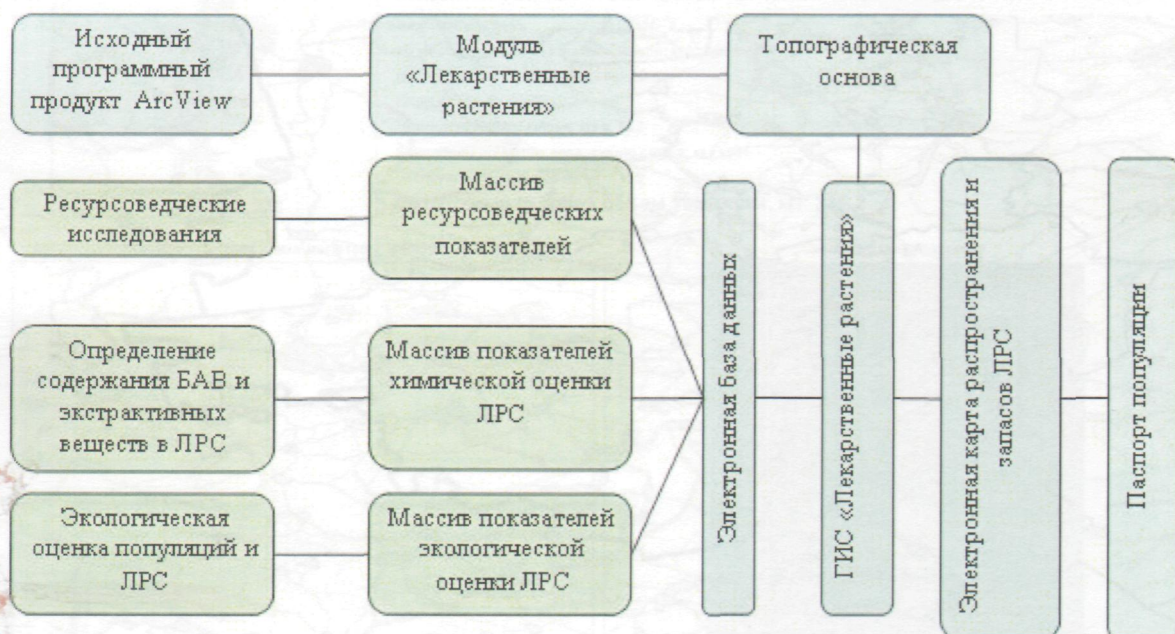 Исходный
программный
продукт ArcView
Модуль
«Лекарственные
растения»
Топографическая
основа
Ресурсоведческие
исследования
Массив
ресурсоведческих
показателей
Определение
содержания БАВ и
экстрактивных
веществ в ЛРС
Массив показателей
химической оценки
ЛРС
Экологическая
оценка популяций и
ЛРС
Массив показателей
экологической
оценки ЛРС
Электронная база данных
ГИС «Лекарственные растения»
Электронная карта распространения и
запасов ЛРС
Паспорт популяции